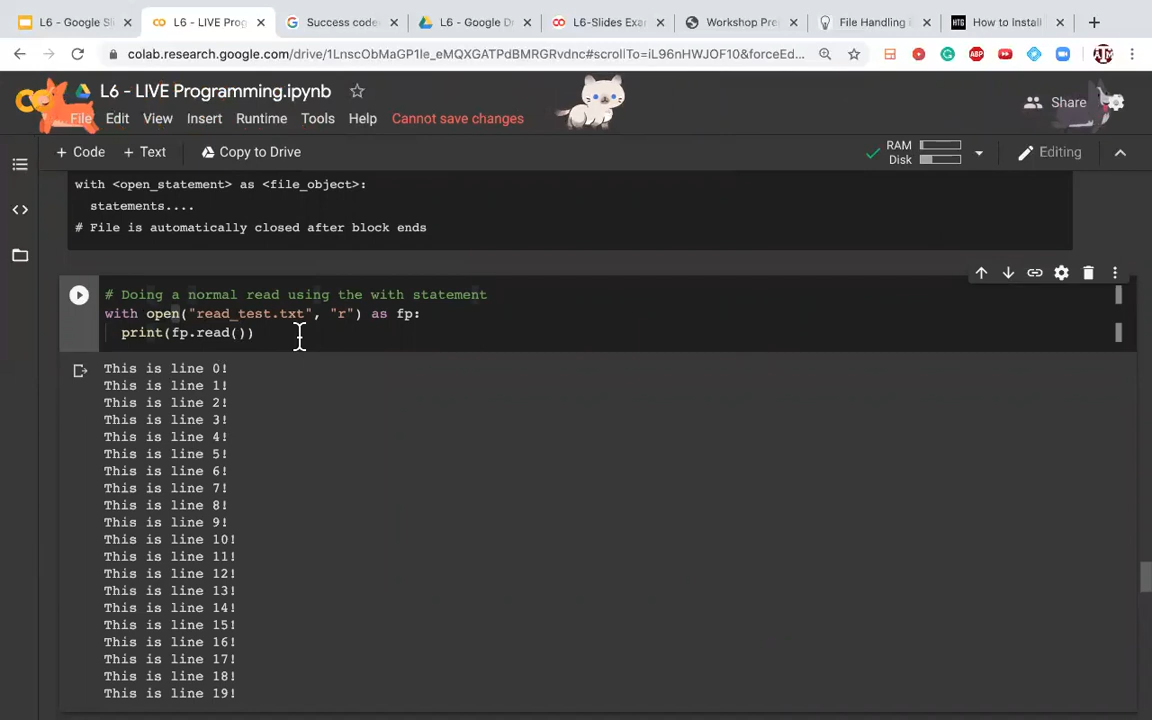 L6 - Google Sli
L6 - LIVE Prog
Success code
L6 - Google Dr
L6-Slides Exa
Workshop Pre
File Handling
HTG How to Install
colab.research.google.com/drive/1LnscObMaGP1Ie_eMQXGATPdBMRGRvdnc#scrollTo=iL96nHWJOF10&forceEd...
ABP
L6 - LIVE Programming.ipynb
Share
File Edit View Insert Runtime Tools Help Cannot save changes
+ Code + Text Copy to Drive
RAM
Disk
Editing
with <open_statement> as <file_object>:
statements....
# File is automatically closed after block ends
# Doing a normal read using the with statement
with open("read_test.txt", "r") as fp:
print(fp.read())
This is line 0!
This is line 1!
This is line 2!
This is line 3!
This is line 4!
This is line 5!
This is line 6!
This is line 7!
This is line 8!
This is line 9!
This is line 10!
This is line 11!
This is line 12!
This is line 13!
This is line 14!
This is line 15!
This is line 16!
This is line 17!
This is line 18!
This is line 19!